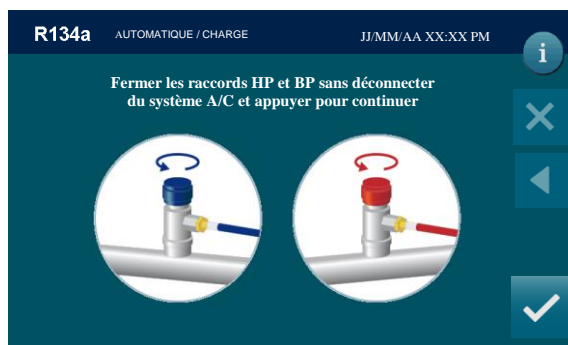 R134a AUTOMATIQUE / CHARGE JJ/MM/AA XX:XX PM
i
Fermer les raccords HP et BP sans déconnecter
du système A/C et appuyer pour continuer